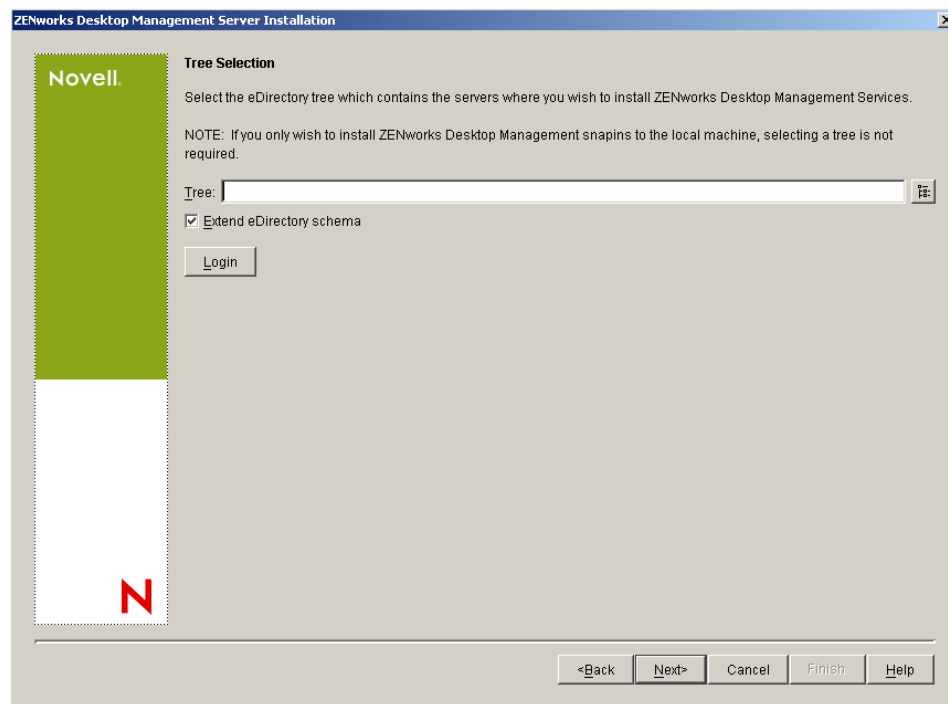 ZENworks Desktop Management Server Installation
Novell.
Tree Selection
Select the eDirectory tree which contains the servers where you wish to install ZENworks Desktop Management Services.
NOTE: If you only wish to install ZENworks Desktop Management snapins to the local machine, selecting a tree is not
required.
Tree:
Extend eDirectory schema
Login
N
<Back Next> Cancel Finish Help